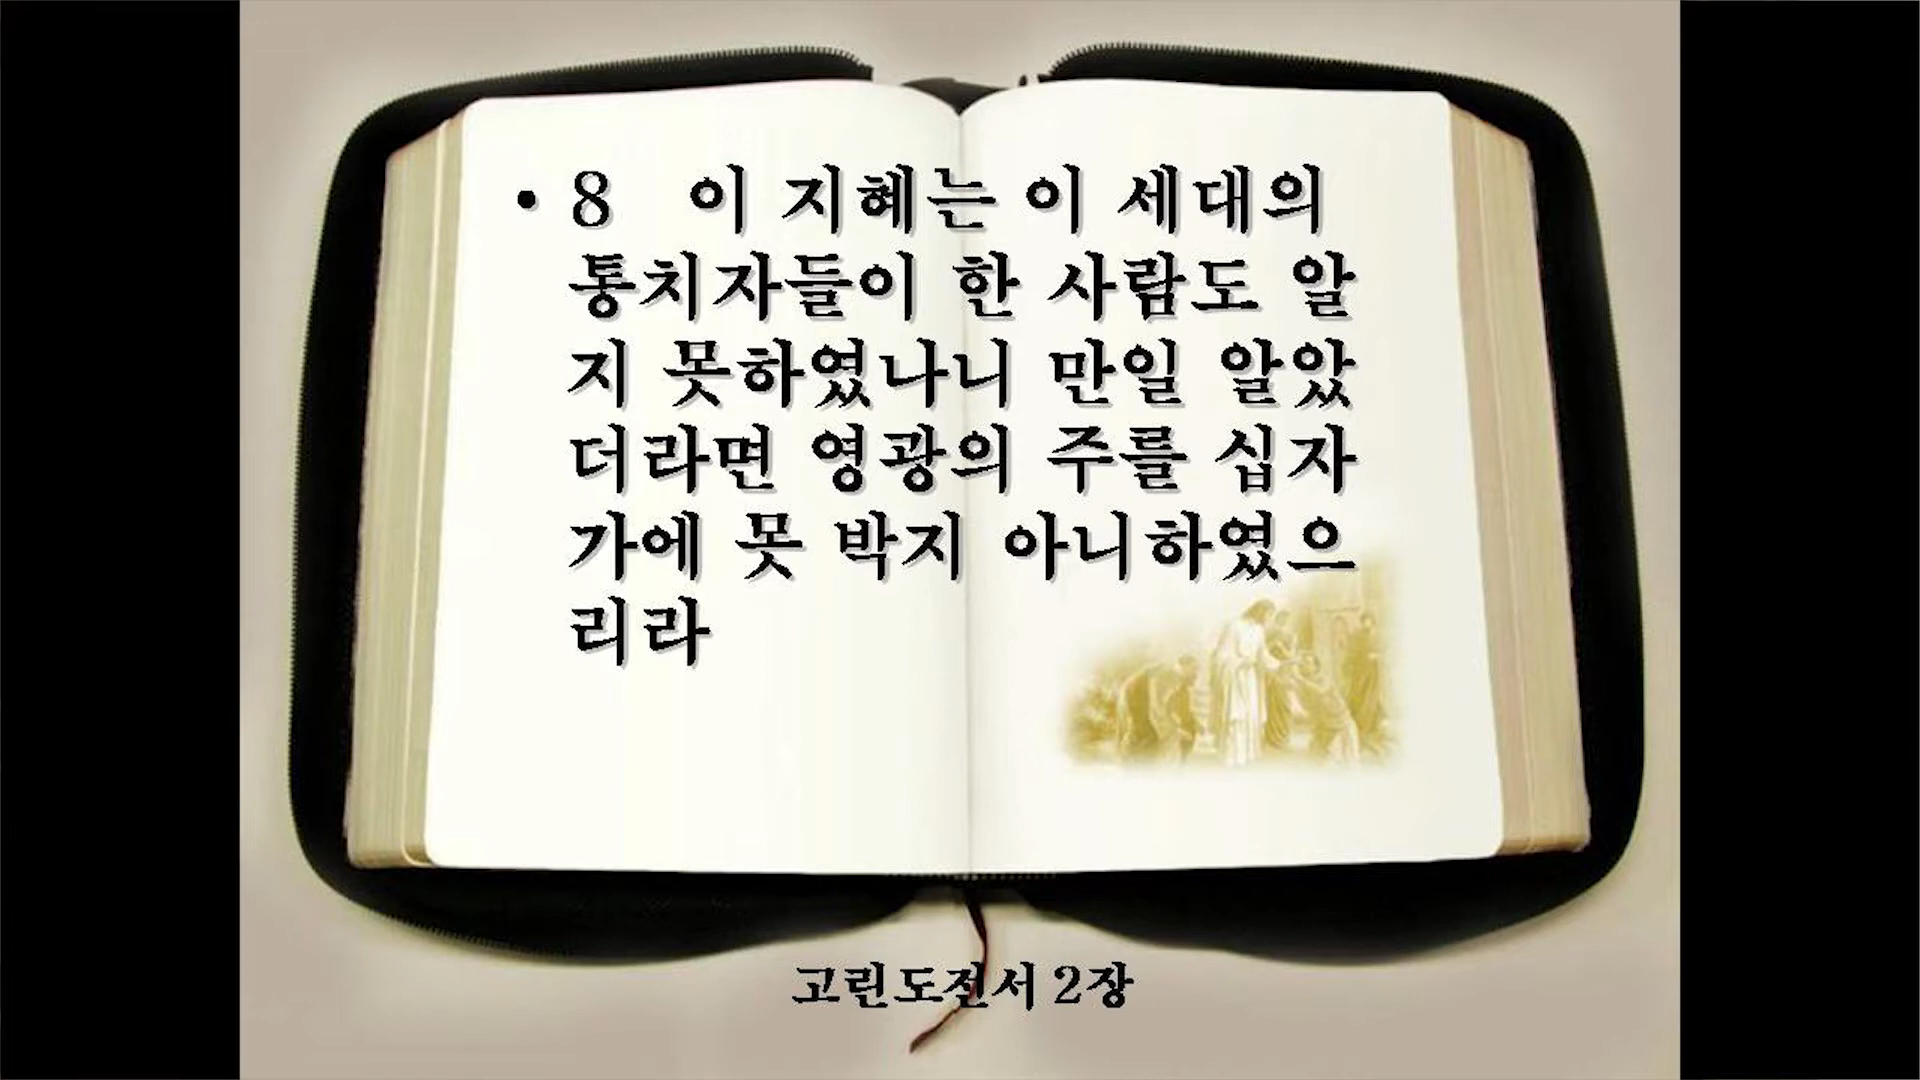 • 8 이 지혜는 이 세대의
통치자들이 한 사람도 알
지 못하였나니 만일 알았
더라면 영광의 주를 십자
가에 못 박지 아니하였으
리라
고린도전서 2장